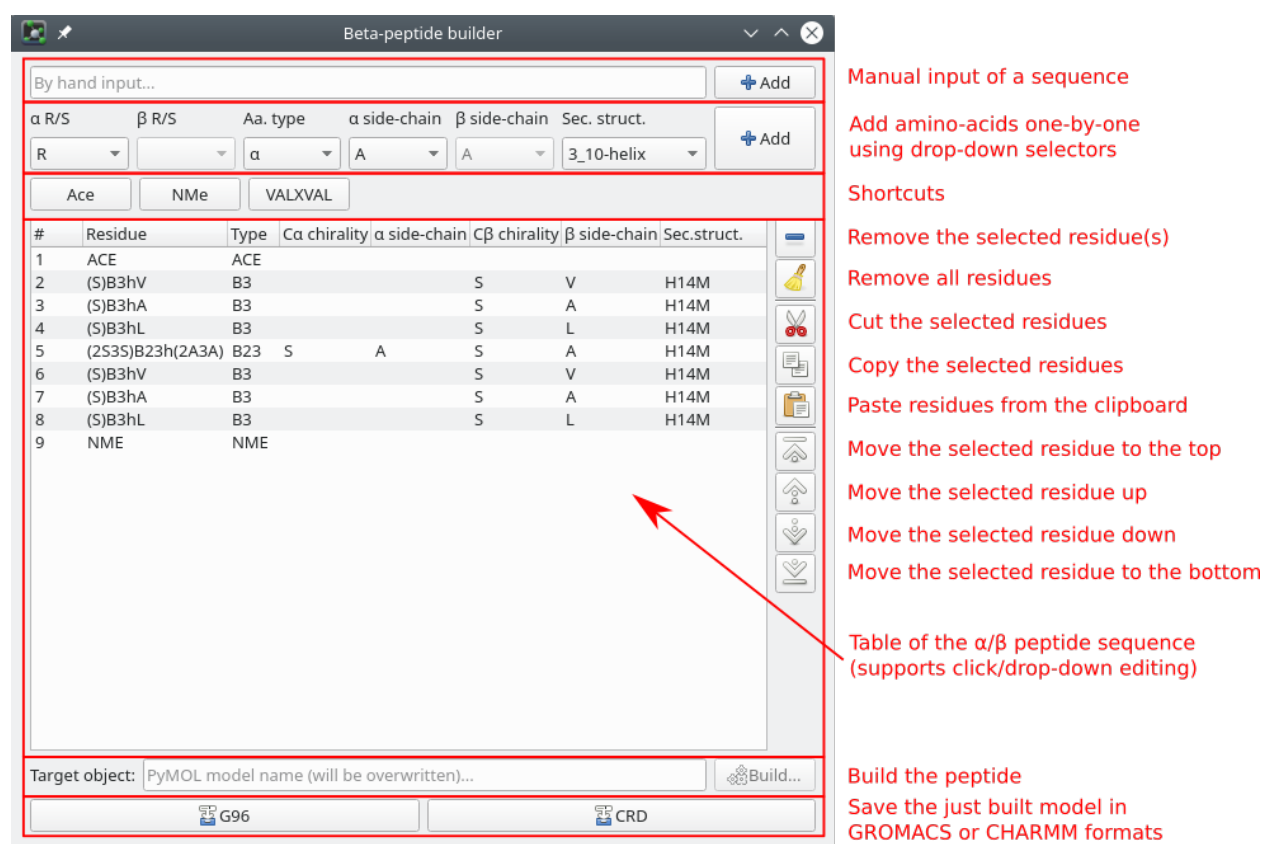 Beta-peptide builder
By hand input...
Add
Manual input of a sequence
α R/S β R/S Aa. type α side-chain β side-chain Sec. struct.
R α A A 3_10-helix
Add
Add amino-acids one-by-one
using drop-down selectors
Ace NMe VALXVAL
Shortcuts
# Residue Type Cα chirality α side-chain Cβ chirality β side-chain Sec.struct.
1 ACE ACE
2 (S)B3hV B3 S V H14M
3 (S)B3hA B3 S A H14M
4 (S)B3hL B3 S L H14M
5 (2S3S)B23h(2A3A) B23 S A S A H14M
6 (S)B3hV B3 S V H14M
7 (S)B3hA B3 S A H14M
8 (S)B3hL B3 S L H14M
9 NME NME
Remove the selected residue(s)
Remove all residues
Cut the selected residues
Copy the selected residues
Paste residues from the clipboard
Move the selected residue to the top
Move the selected residue up
Move the selected residue down
Move the selected residue to the bottom
Table of the α/β peptide sequence
(supports click/drop-down editing)
Target object: PyMOL model name (will be overwritten)... Build...
Build the peptide
G96 CRD
Save the just built model in
GROMACS or CHARMM formats